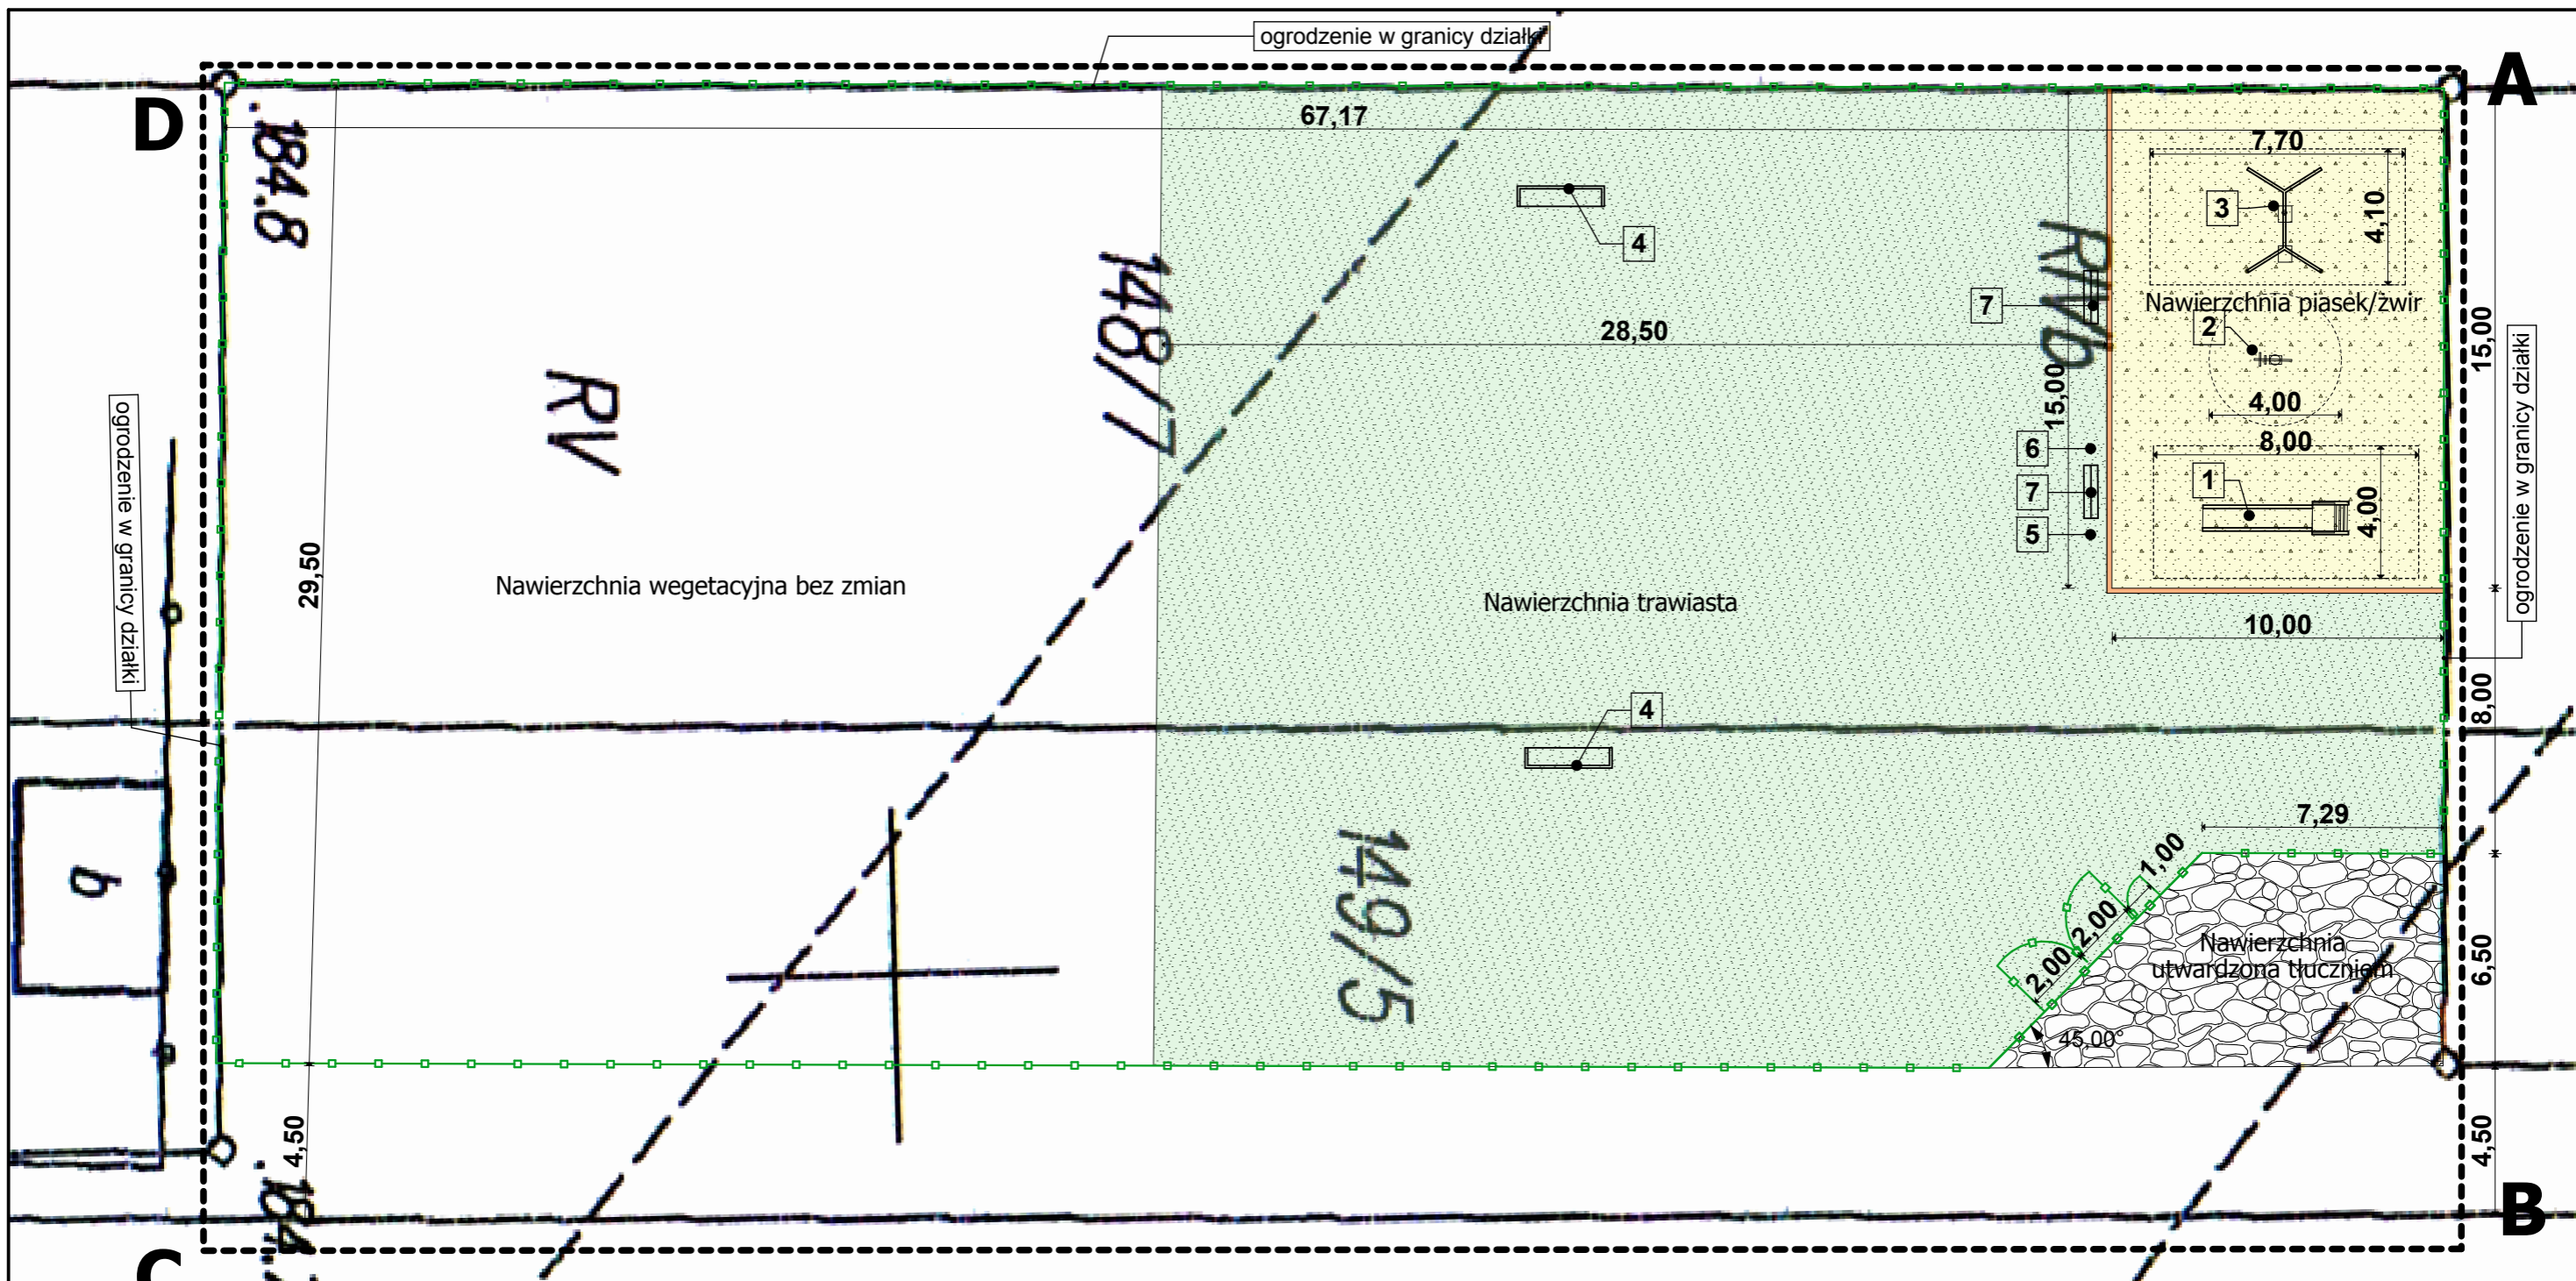 ogrodzenie w granicy działki
A
D
67,17
184.8
7,70
3
4,10
4
148/7
RIVb
7
Nawierzchnia piasek/żwir
2
28,50
15,00
15,00
ogrodzenie w granicy działki
RV
4,00
ogrodzenie w granicy działki
6
8,00
1
7
4,00
5
29,50
Nawierzchnia wegetacyjna bez zmian
Nawierzchnia trawiasta
10,00
4
8,00
7,29
1,00
b
149/5
2,00
2,00
Nawierzchnia
utwardzona tłuczniem
6,50
45,00°
4,50
4,50
B
C